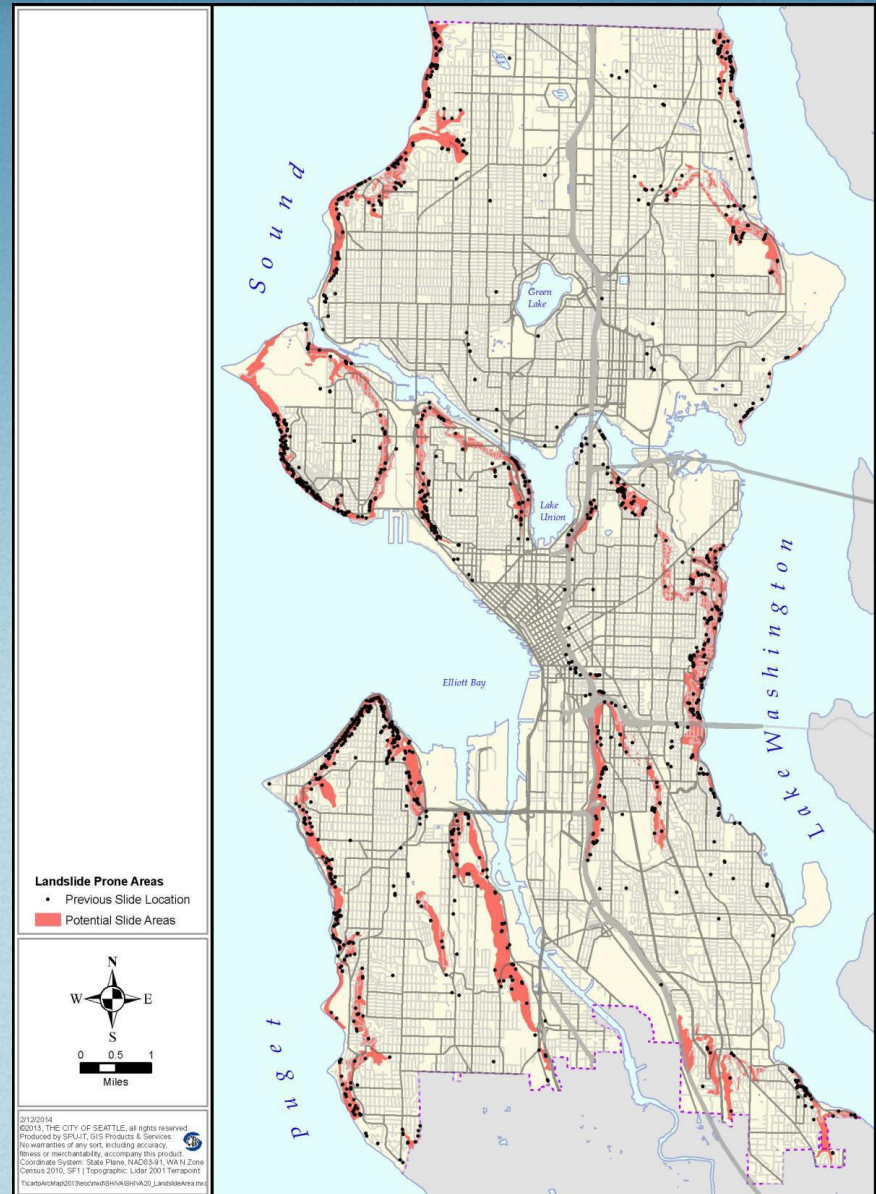 Sound
Green
Lake
Lake
Union
Lake Washington
Elliott Bay
Puget
Landslide Prone Areas
Previous Slide Location
Potential Slide Areas
N
W E
S
0 0.5 1
Miles
2/12/2014
©2013, THE CITY OF SEATTLE, all rights reserved
Produced by SPU-IT, GIS Products & Services
No warranties of any sort, including accuracy,
fitness or merchantability, accompany this product.
Coordinate System: State Plane, NAD83-91, WA N Zone
Census 2010, SF1 | Topographic: Lidar 2001 Terrapoint